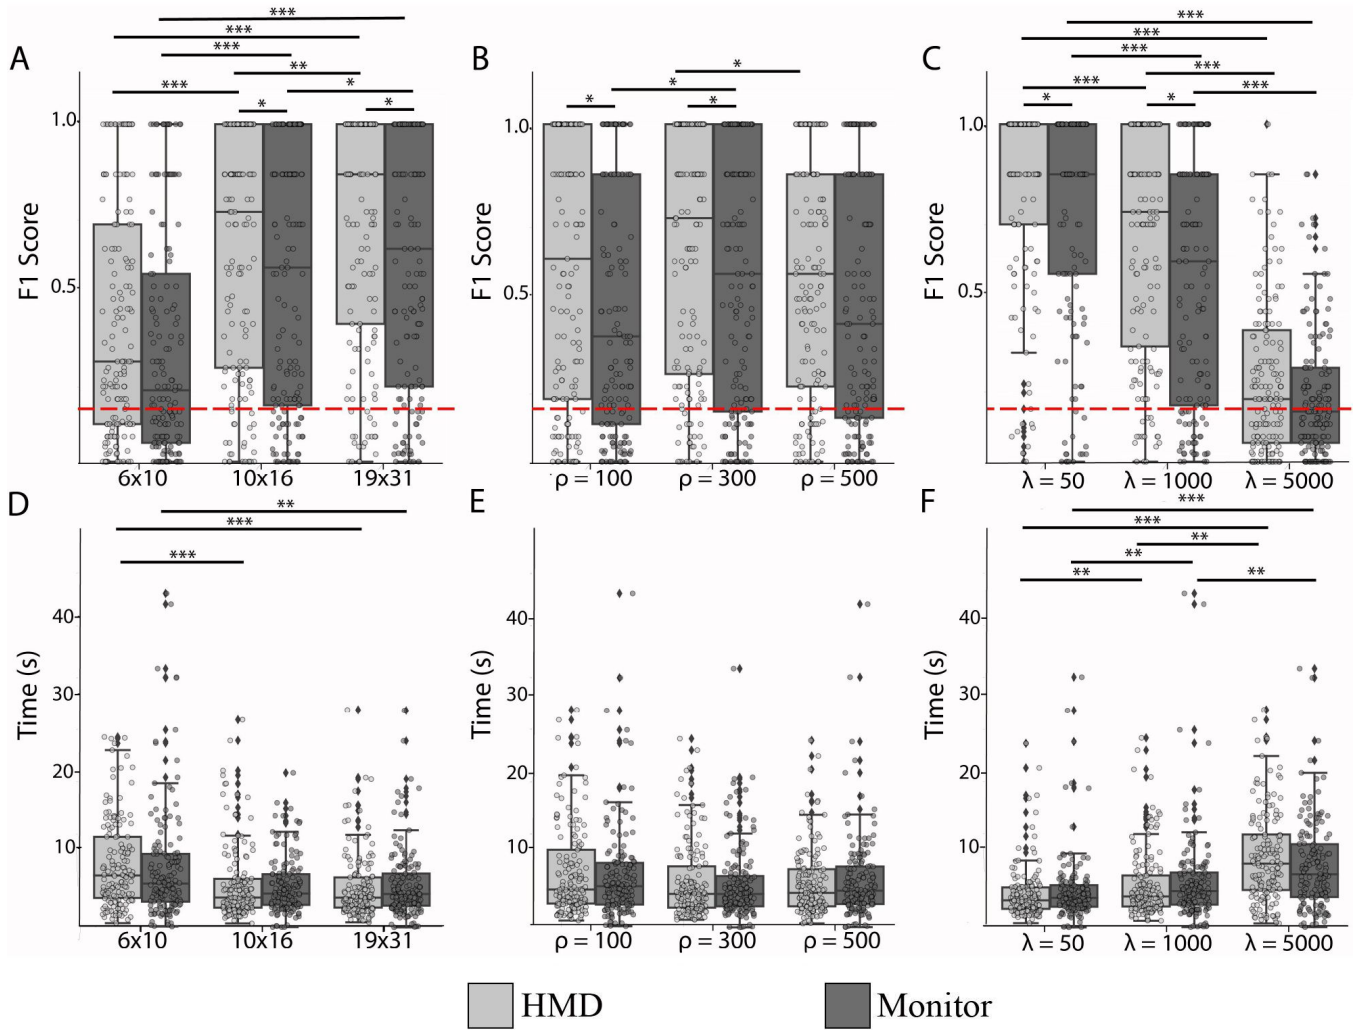 ***
***
***
***
**
***
*
*
*
A
F1 Score
1.0
0.5
6x10
10x16
19x31
B
*
*
*
*
F1 Score
1.0
0.5
ρ = 100
ρ = 300
ρ = 500
C
***
***
***
***
***
***
*
*
F1 Score
1.0
0.5
λ = 50
λ = 1000
λ = 5000
D
**
***
***
Time (s)
40
30
20
10
6x10
10x16
19x31
E
Time (s)
40
30
20
10
ρ = 100
ρ = 300
ρ = 500
F
***
***
**
**
**
**
Time (s)
40
30
20
10
λ = 50
λ = 1000
λ = 5000
HMD
Monitor